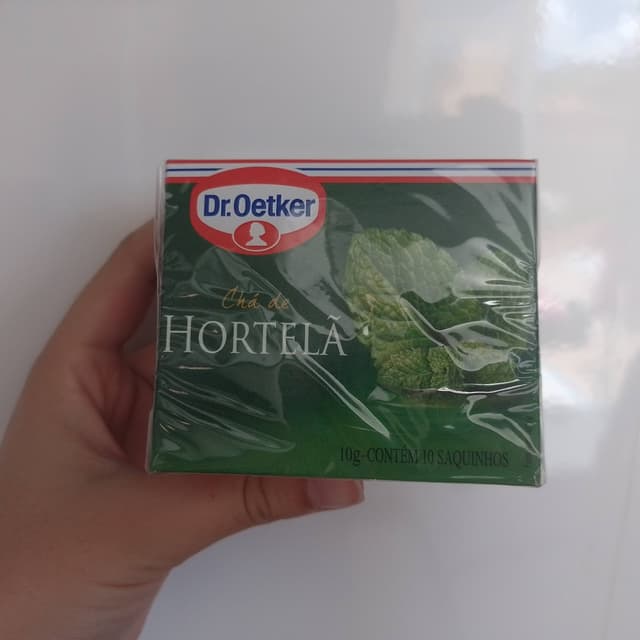 Dr.Oetker
Chá de
HORTELÃ
10g-CONTÉM 10 SAQUINHOS